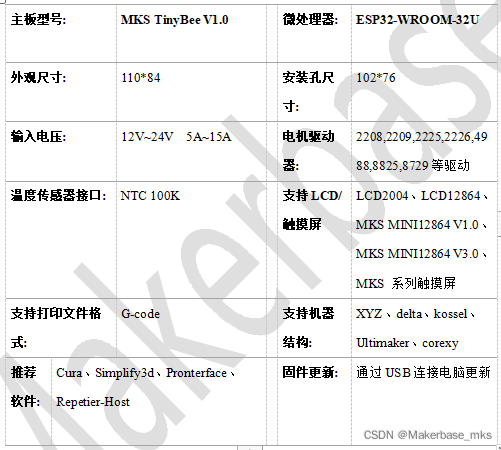 主板型号: MKS TinyBee V1.0 微处理器: ESP32-WROOM-32U
外观尺寸: 110*84 安装孔尺寸: 102*76
输入电压: 12V~24V 5A~15A 电机驱动器: 2208,2209,2225,2226,4988,8825,8729 等驱动
温度传感器接口: NTC 100K 支持 LCD/触摸屏 LCD2004、LCD12864、
MKS MINI12864 V1.0、
MKS MINI12864 V3.0、
MKS 系列触摸屏
支持打印文件格式: G-code 支持机器结构: XYZ、delta、kossel、
Ultimaker、corexy
推荐软件: Cura、Simplify3d、Pronterface、
Repetier-Host
固件更新: 通过 USB 连接电脑更新
Makerbase
CSDN @Makerbase_mks